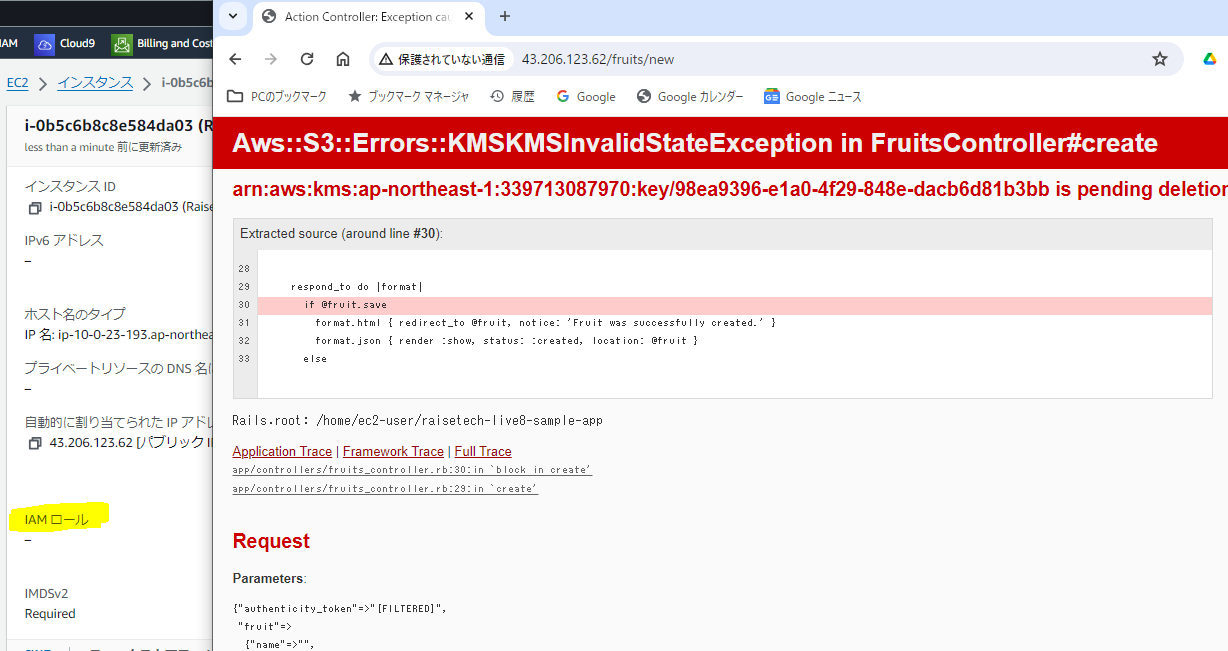 Action Controller: Exception cau
IAM
Cloud9
Billing and Cost
保護されていない通信
43.206.123.62/fruits/new
PCのブックマーク
ブックマーク マネージャ
履歴
Google
Google カレンダー
Google ニュース
EC2
インスタンス
i-0b5c6b
i-0b5c6b8c8e584da03 (R
less than a minute 前に更新済み
インスタンス ID
i-0b5c6b8c8e584da03 (Raise
IPv6 アドレス
–
ホスト名のタイプ
IP 名: ip-10-0-23-193.ap-northea
プライベートリソースの DNS 名
–
自動的に割り当てられた IP アドレ
43.206.123.62 [パブリック I
IAM ロール
–
IMDSv2
Required
Aws::S3::Errors::KMSKMSInvalidStateException in FruitsController#create
arn:aws:kms:ap-northeast-1:339713087970:key/98ea9396-e1a0-4f29-848e-dacb6d81b3bb is pending deletion
Extracted source (around line #30):
28
29 respond_to do |format|
30 if @fruit.save
31 format.html { redirect_to @fruit, notice: 'Fruit was successfully created.' }
32 format.json { render :show, status: :created, location: @fruit }
33 else
Rails.root: /home/ec2-user/raisetech-live8-sample-app
Application Trace | Framework Trace | Full Trace
app/controllers/fruits_controller.rb:30:in `block in create'
app/controllers/fruits_controller.rb:29:in `create'
Request
Parameters:
{"authenticity_token"=>"[FILTERED]",
"fruit"=>
{"name"=>"",